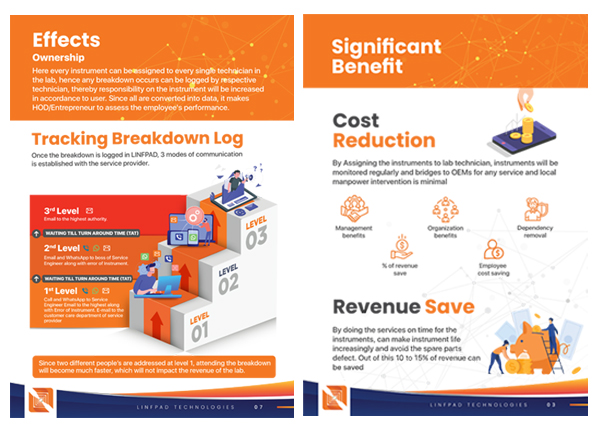 Effects
Ownership
Here every instrument can be assigned to every single technician in
the lab, hence any breakdown occurs can be logged by respective
technician, thereby responsibility on the instrument will be increased
in accordance to user. Since all are converted into data, it makes
HOD/Entrepreneur to assess the employee's performance.
Tracking Breakdown Log
Once the breakdown is logged in LINFPAD, 3 modes of communication
is established with the service provider.
3rd Level
Email to the highest authority
WAITING TILL TURN AROUND TIME (TAT)
2nd Level
Email and WhatsApp to boss of Service
Engineer along with error of Instrument.
WAITING TILL TURN AROUND TIME (TAT)
1st Level
Call and WhatsApp to Service
Engineer Email to the highest along
with Error of Instrument. E-mail to the
customer care department of service
provider
LEVEL
03
LEVEL
02
LEVEL
01
Since two different people's are addressed at level 1, attending the breakdown
will become much faster, which will not impact the revenue of the lab.
LINFPAD TECHNOLOGIES 07
Significant
Benefit
Cost
Reduction
By Assigning the instruments to lab technician, instruments will be
monitored regularly and bridges to OEMs for any service and local
manpower intervention is minimal
Management
benefits
Organization
benefits
Dependency
removal
% of revenue
save
Employee
cost saving
Revenue Save
By doing the services on time for the
instruments, can make instrument life
increasingly and avoid the spare parts
defect. Out of this 10 to 15% of revenue can
be saved
LINFPAD TECHNOLOGIES 03